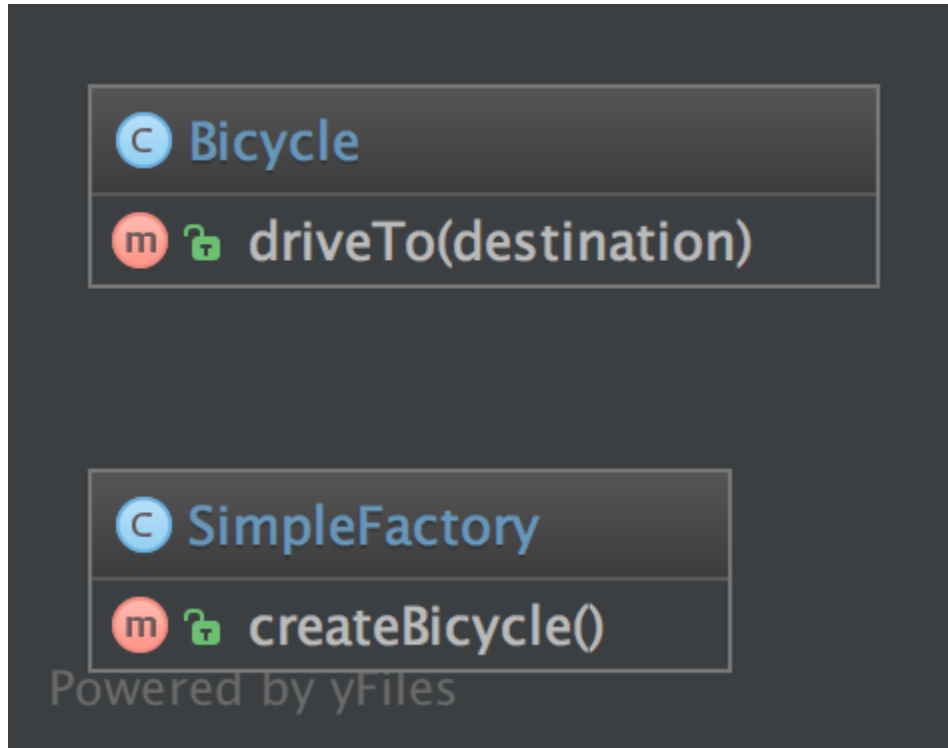 C Bicycle
m driveTo(destination)
C SimpleFactory
m createBicycle()
Powered by yFiles